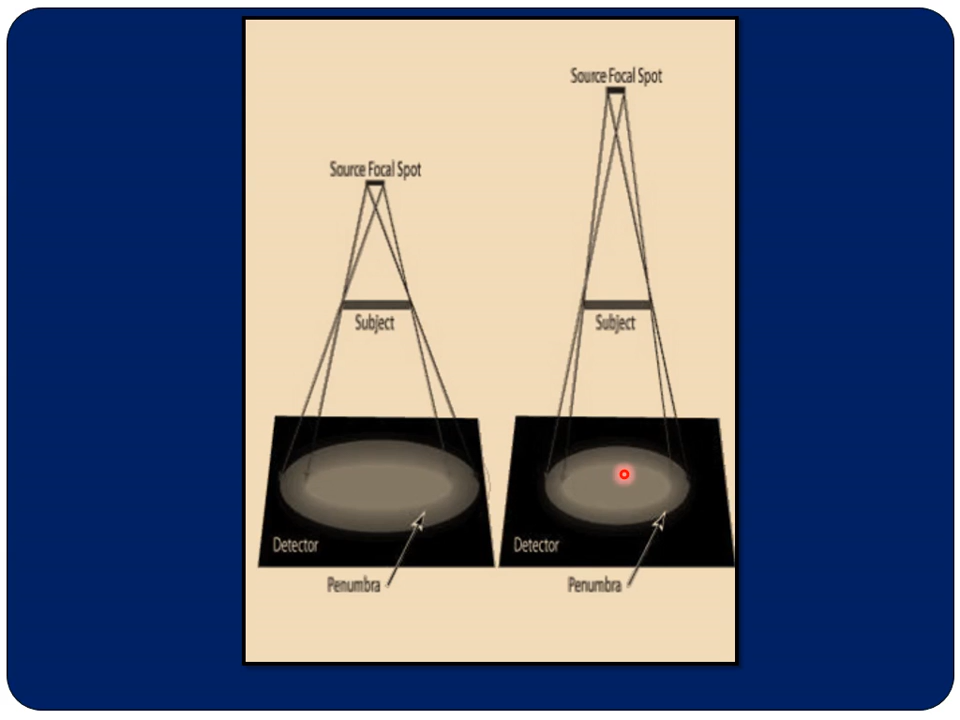 Source Focal Spot
Source Focal Spot
Subject
Subject
Detector
Detector
Penumbra
Penumbra